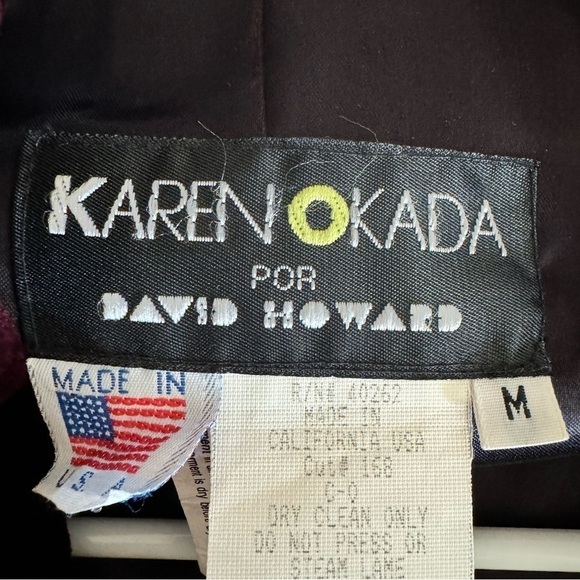 KAREN OKADA
POR
DAVID HOWARD
MADE IN
U.S.A
M
R/N# 40262
MADE IN
CALIFORNIA USA
Cut# 168
C-O
DRY CLEAN ONLY
DO NOT PRESS OR
STEAM LAME